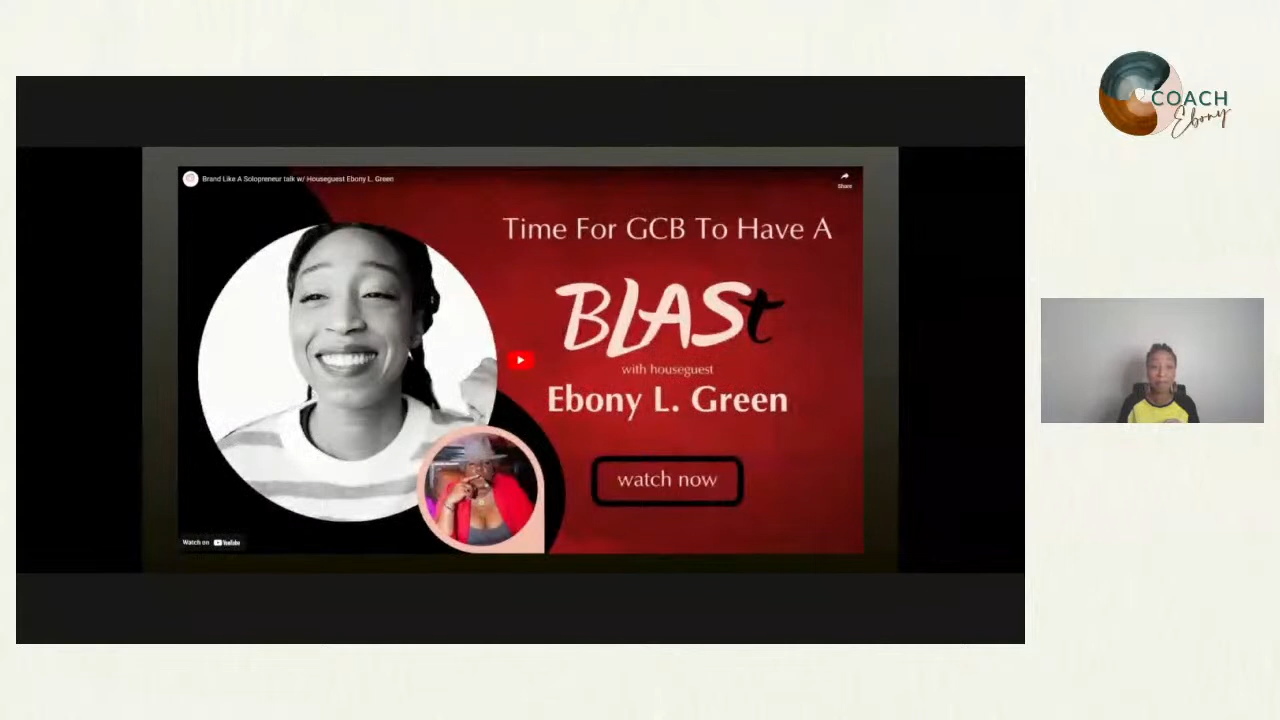 COACH
Ebony
Brand Like A Solopreneur talk w/ Houseguest Ebony L. Green
Share
Time For GCB To Have A
BLASt
with houseguest
Ebony L. Green
watch now
Watch on YouTube